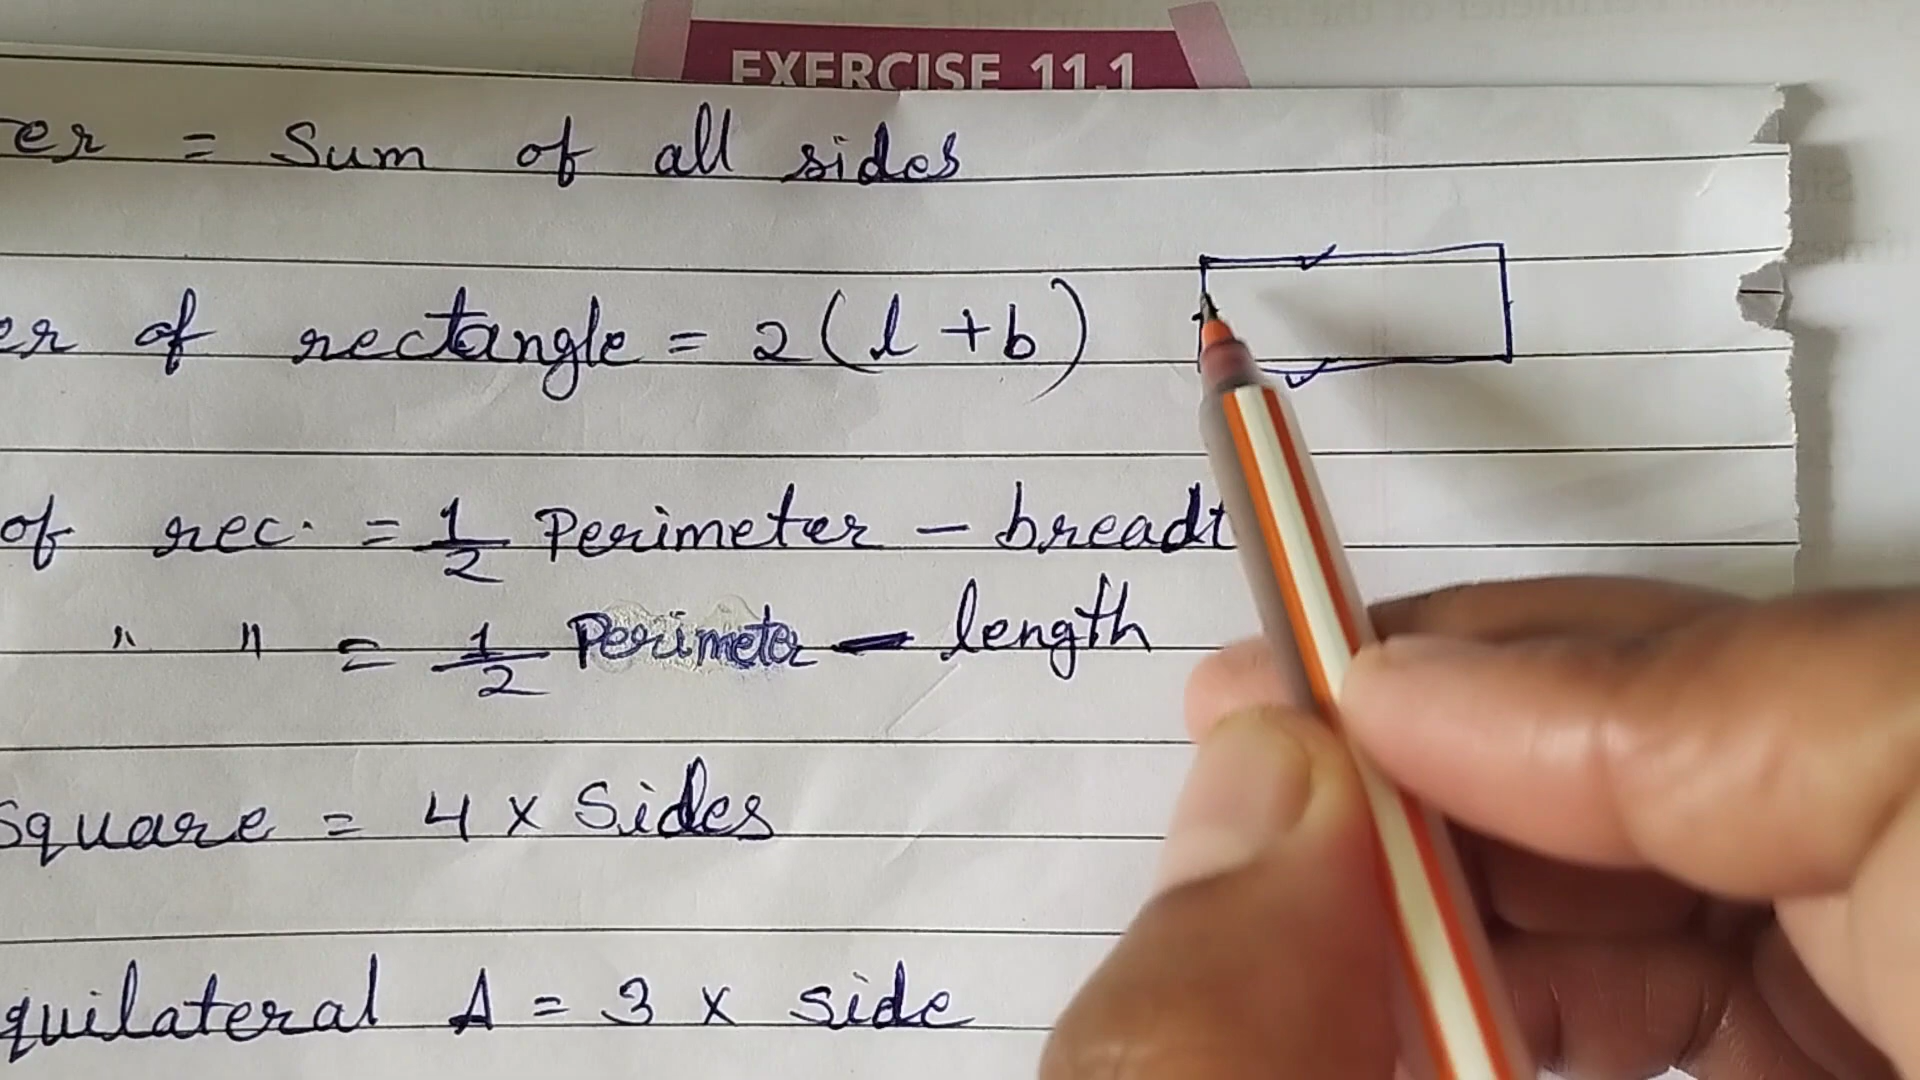 EXERCISE 11.1
er = Sum of all sides
er of rectangle = 2 (l + b)
of rec. = 1/2 Perimeter - breadt
" " = 1/2 Perimeter - length
square = 4 x Sides
quilateral Δ = 3 x side